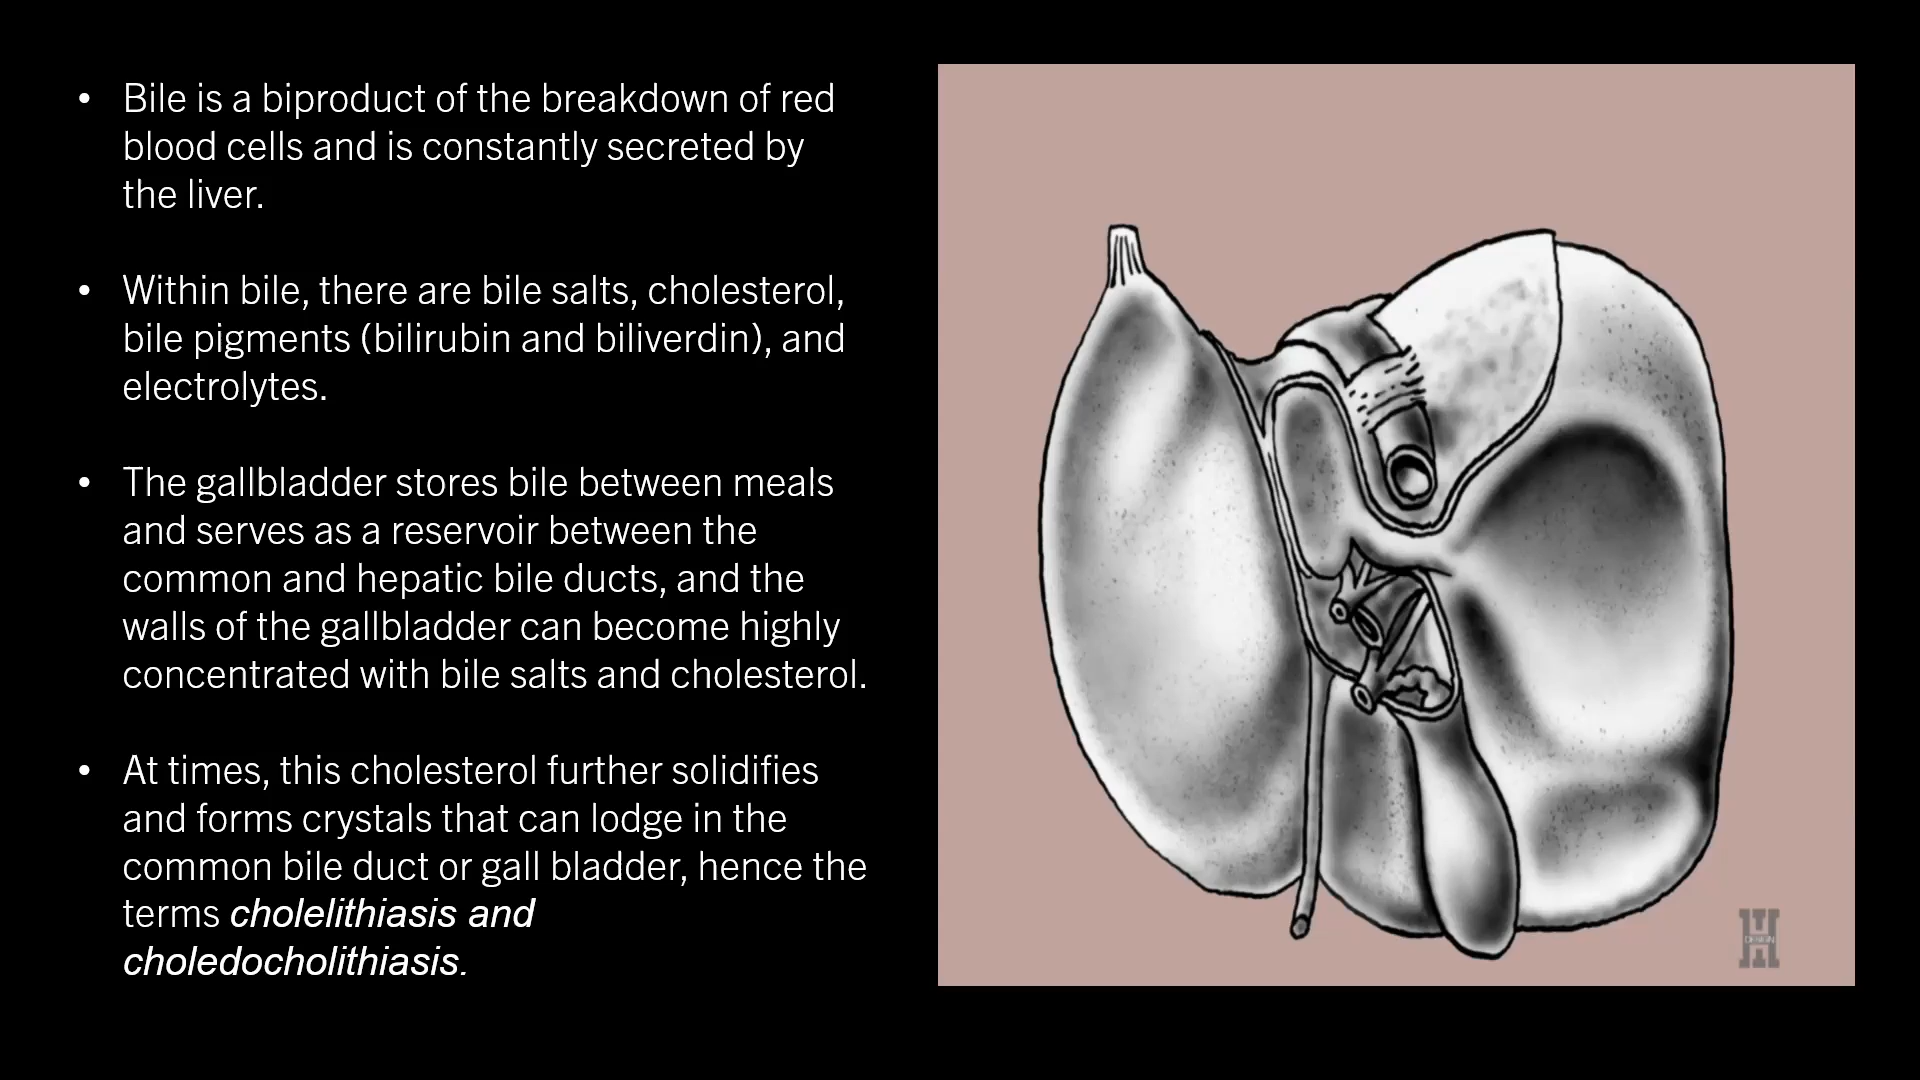 • Bile is a biproduct of the breakdown of red
blood cells and is constantly secreted by
the liver.
• Within bile, there are bile salts, cholesterol,
bile pigments (bilirubin and biliverdin), and
electrolytes.
• The gallbladder stores bile between meals
and serves as a reservoir between the
common and hepatic bile ducts, and the
walls of the gallbladder can become highly
concentrated with bile salts and cholesterol.
• At times, this cholesterol further solidifies
and forms crystals that can lodge in the
common bile duct or gall bladder, hence the
terms cholelithiasis and
choledocholithiasis.
DESIGN